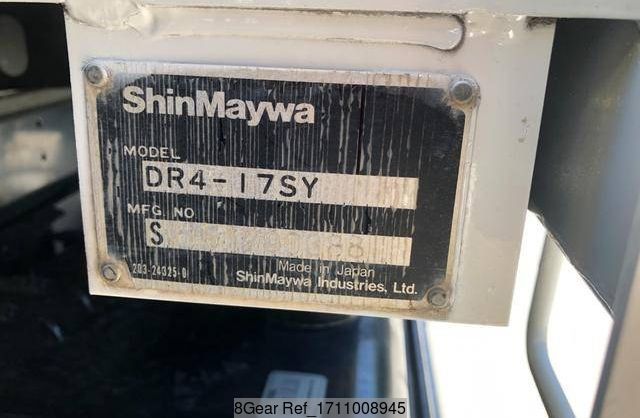 ShinMaywa
MODEL
DR4-17SY
MFG NO
S
203-24325-0
Made in Japan
ShinMaywa Industries, Ltd.
8Gear Ref_1711008945